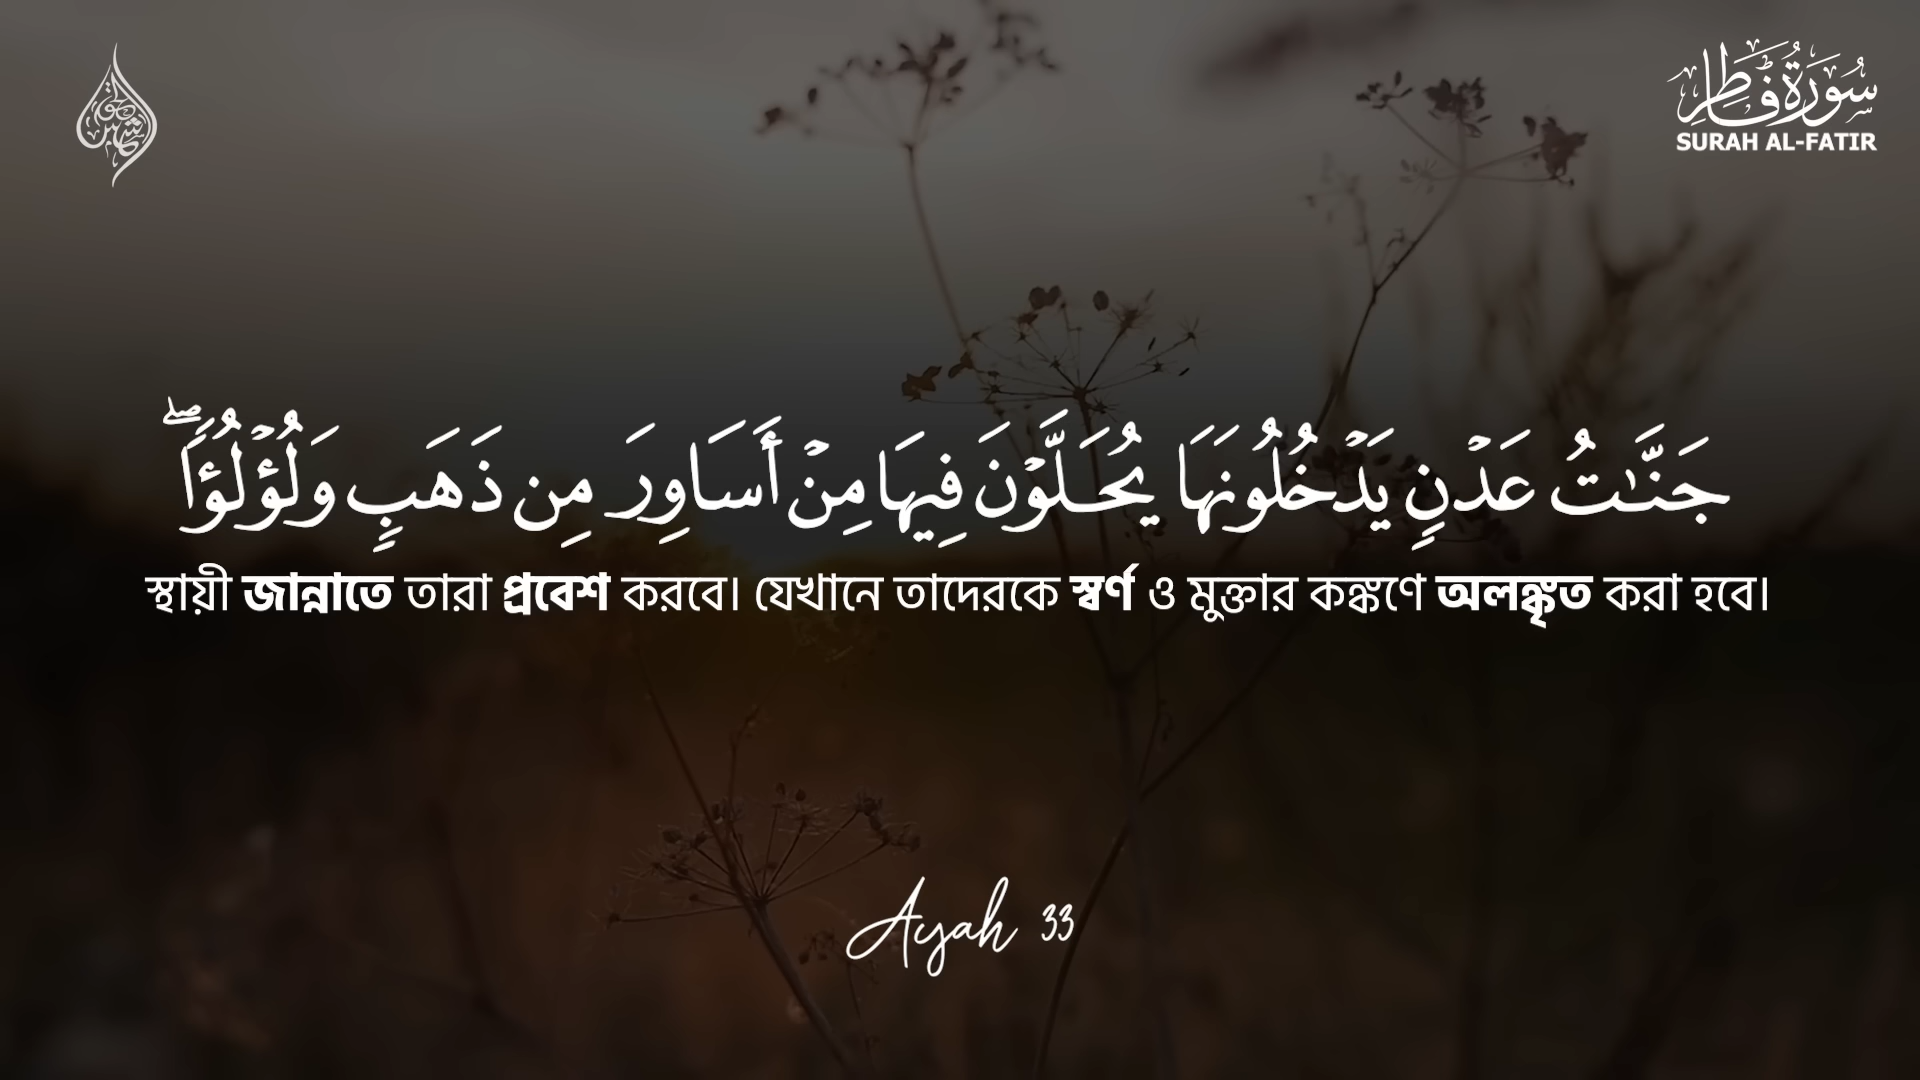 سُورَةُ فَاطِر
SURAH AL-FATIR
جَنَّٰتُ عَدْنٍ يَدْخُلُونَهَا يُحَلَّوْنَ فِيهَا مِنْ أَسَاوِرَ مِن ذَهَبٍ وَلُؤْلُؤًا ۖ
স্থায়ী জান্নাতে তারা প্রবেশ করবে। যেখানে তাদেরকে স্বর্ণ ও মুক্তার কঙ্কণে অলঙ্কৃত করা হবে।
Ayah 33